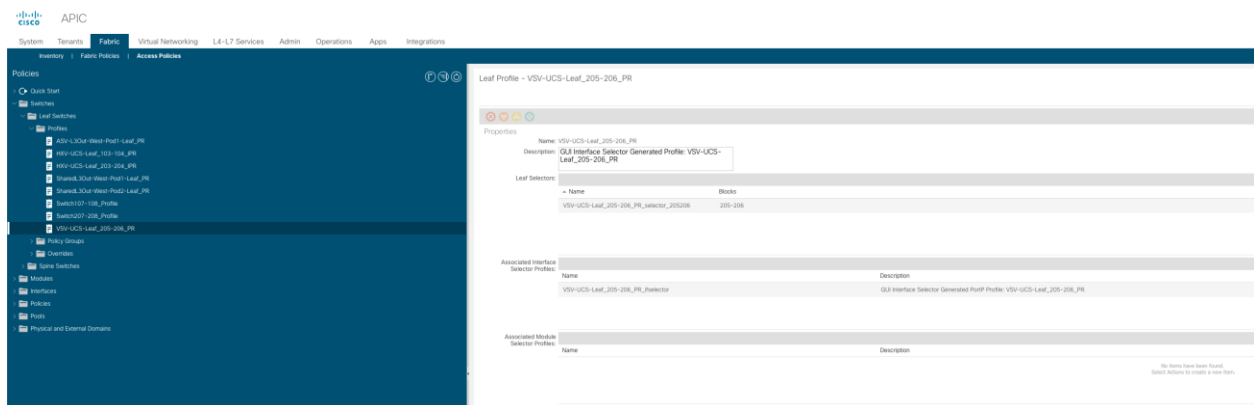 cisco APIC
System Tenants Fabric Virtual Networking L4-L7 Services Admin Operations Apps Integrations
Inventory | Fabric Policies | Access Policies
Policies
Quick Start
Switches
Leaf Switches
Profiles
ASV-L3Out-West-Pod1-Leaf_PR
HXV-UCS-Leaf_103-104_IPR
HXV-UCS-Leaf_203-204_IPR
SharedL3Out-West-Pod1-Leaf_PR
SharedL3Out-West-Pod2-Leaf_PR
Switch107-108_Profile
Switch207-208_Profile
VSV-UCS-Leaf_205-206_PR
Policy Groups
Overrides
Spine Switches
Modules
Interfaces
Policies
Pools
Physical and External Domains
Leaf Profile - VSV-UCS-Leaf_205-206_PR
Properties
Name: VSV-UCS-Leaf_205-206_PR
Description: GUI Interface Selector Generated Profile: VSV-UCS-
Leaf_205-206_PR
Leaf Selectors:
Name Blocks
VSV-UCS-Leaf_205-206_PR_selector_205206 205-206
Associated Interface
Selector Profiles:
Name Description
VSV-UCS-Leaf_205-206_PR_ifselector GUI Interface Selector Generated PortP Profile: VSV-UCS-Leaf_205-206_PR
Associated Module
Selector Profiles:
Name Description
No items have been found.
Select Actions to create a new item.